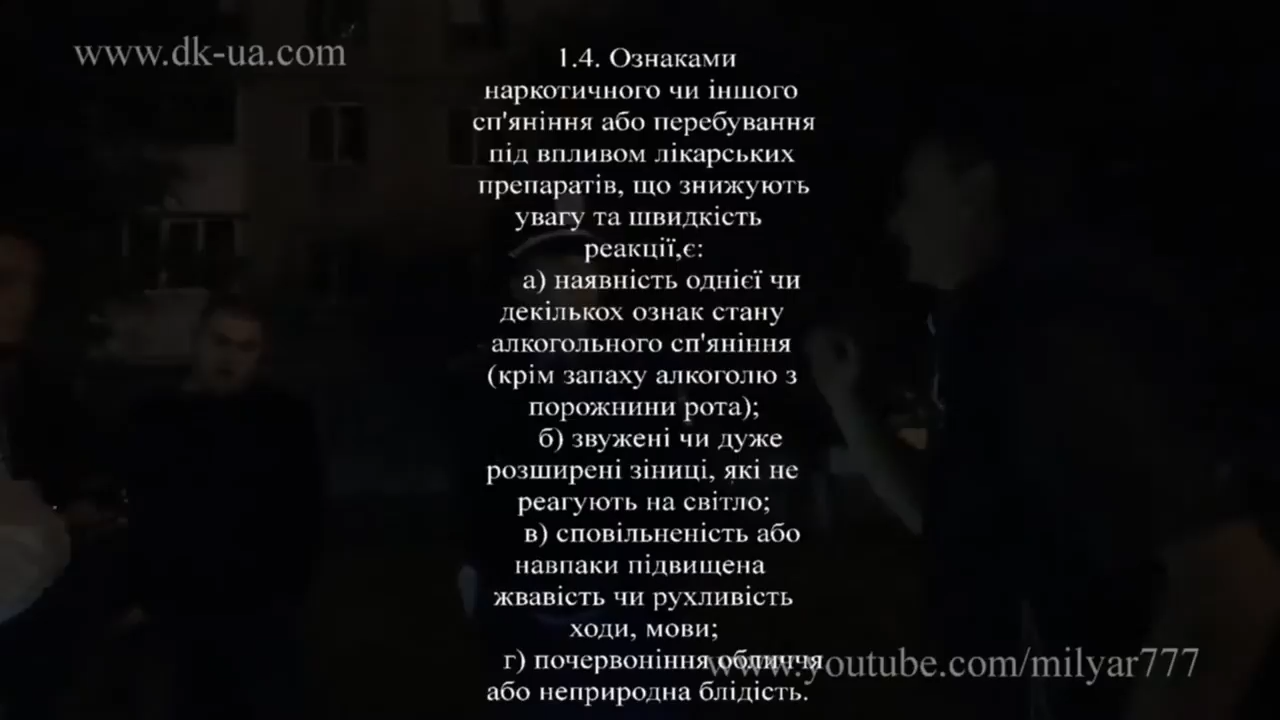 www.dk-ua.com
1.4. Ознаками
наркотичного чи іншого
сп'яніння або перебування
під впливом лікарських
препаратів, що знижують
увагу та швидкість
реакції,є:
а) наявність однієї чи
декількох ознак стану
алкогольного сп'яніння
(крім запаху алкоголю з
порожнини рота);
б) звужені чи дуже
розширені зіниці, які не
реагують на світло;
в) сповільненість або
навпаки підвищена
жвавість чи рухливість
ходи, мови;
г) почервоніння обличчя
або неприродна блідість.
www.youtube.com/milyar777